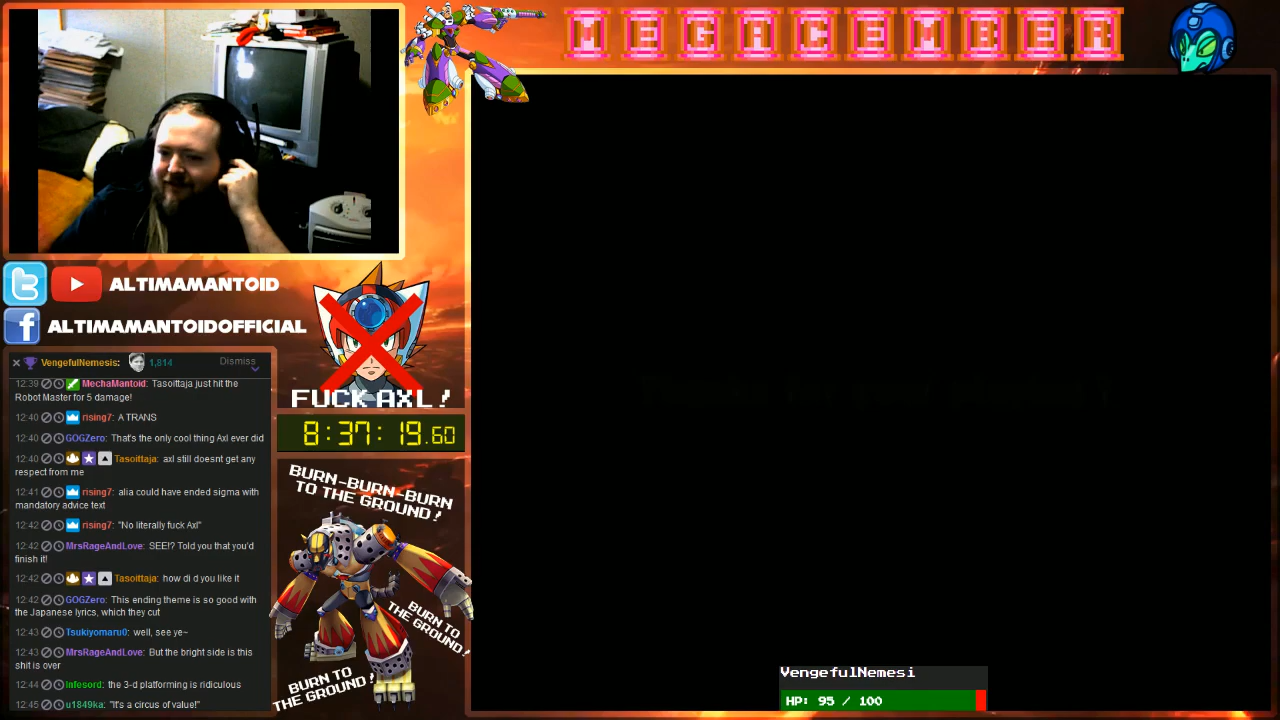 MEGACEMBER
ALTIMAMANTOID
ALTIMAMANTOIDOFFICIAL
VengefulNemesis: 1,814 Dismiss
12:39 MechaMantoid: Tasoittaja just hit the
Robot Master for 5 damage!
12:40 rising7: A TRANS
12:40 GOGZero: That's the only cool thing Axl ever did
12:40 Tasoittaja: axl still doesnt get any
respect from me
12:41 rising7: alia could have ended sigma with
mandatory advice text
12:42 rising7: "No literally fuck Axl"
12:42 MrsRageAndLove: SEE!? Told you that you'd
finish it!
12:42 Tasoittaja: how di d you like it
12:42 GOGZero: This ending theme is so good with
the Japanese lyrics, which they cut
12:43 Tsukiyomaru0: well, see ye~
12:43 MrsRageAndLove: But the bright side is this
shit is over
12:44 Infesord: the 3-d platforming is ridiculous
12:45 u1849ka: "It's a circus of value!"
FUCK AXL!
8:37:19.60
BURN-BURN-BURN
TO THE GROUND!
BURN TO
THE GROUND!
BURN TO
THE GROUND!
VengefulNemesi
HP: 95 / 100